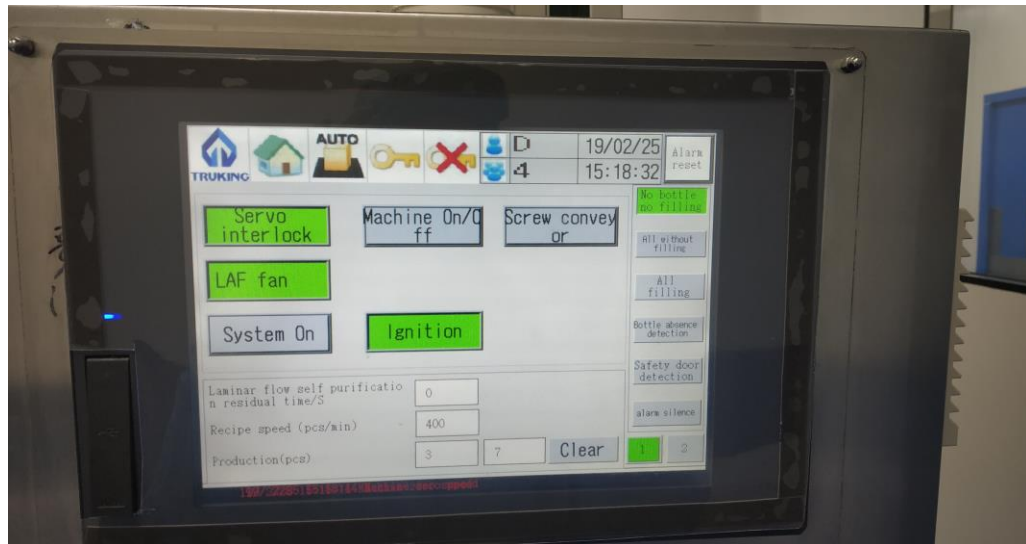 TRUKING
AUTO
D
4
19/02/25
15:18:32
Alarm
reset
Servo
interlock
Machine On/O
ff
Screw convey
or
No bottle
no filling
All without
filling
LAF fan
All
filling
System On
Ignition
Bottle absence
detection
Safety door
detection
alarm silence
Laminar flow self purificatio
n residual time/S
0
Recipe speed (pcs/min)
400
Production(pcs)
3
7
Clear
1
2